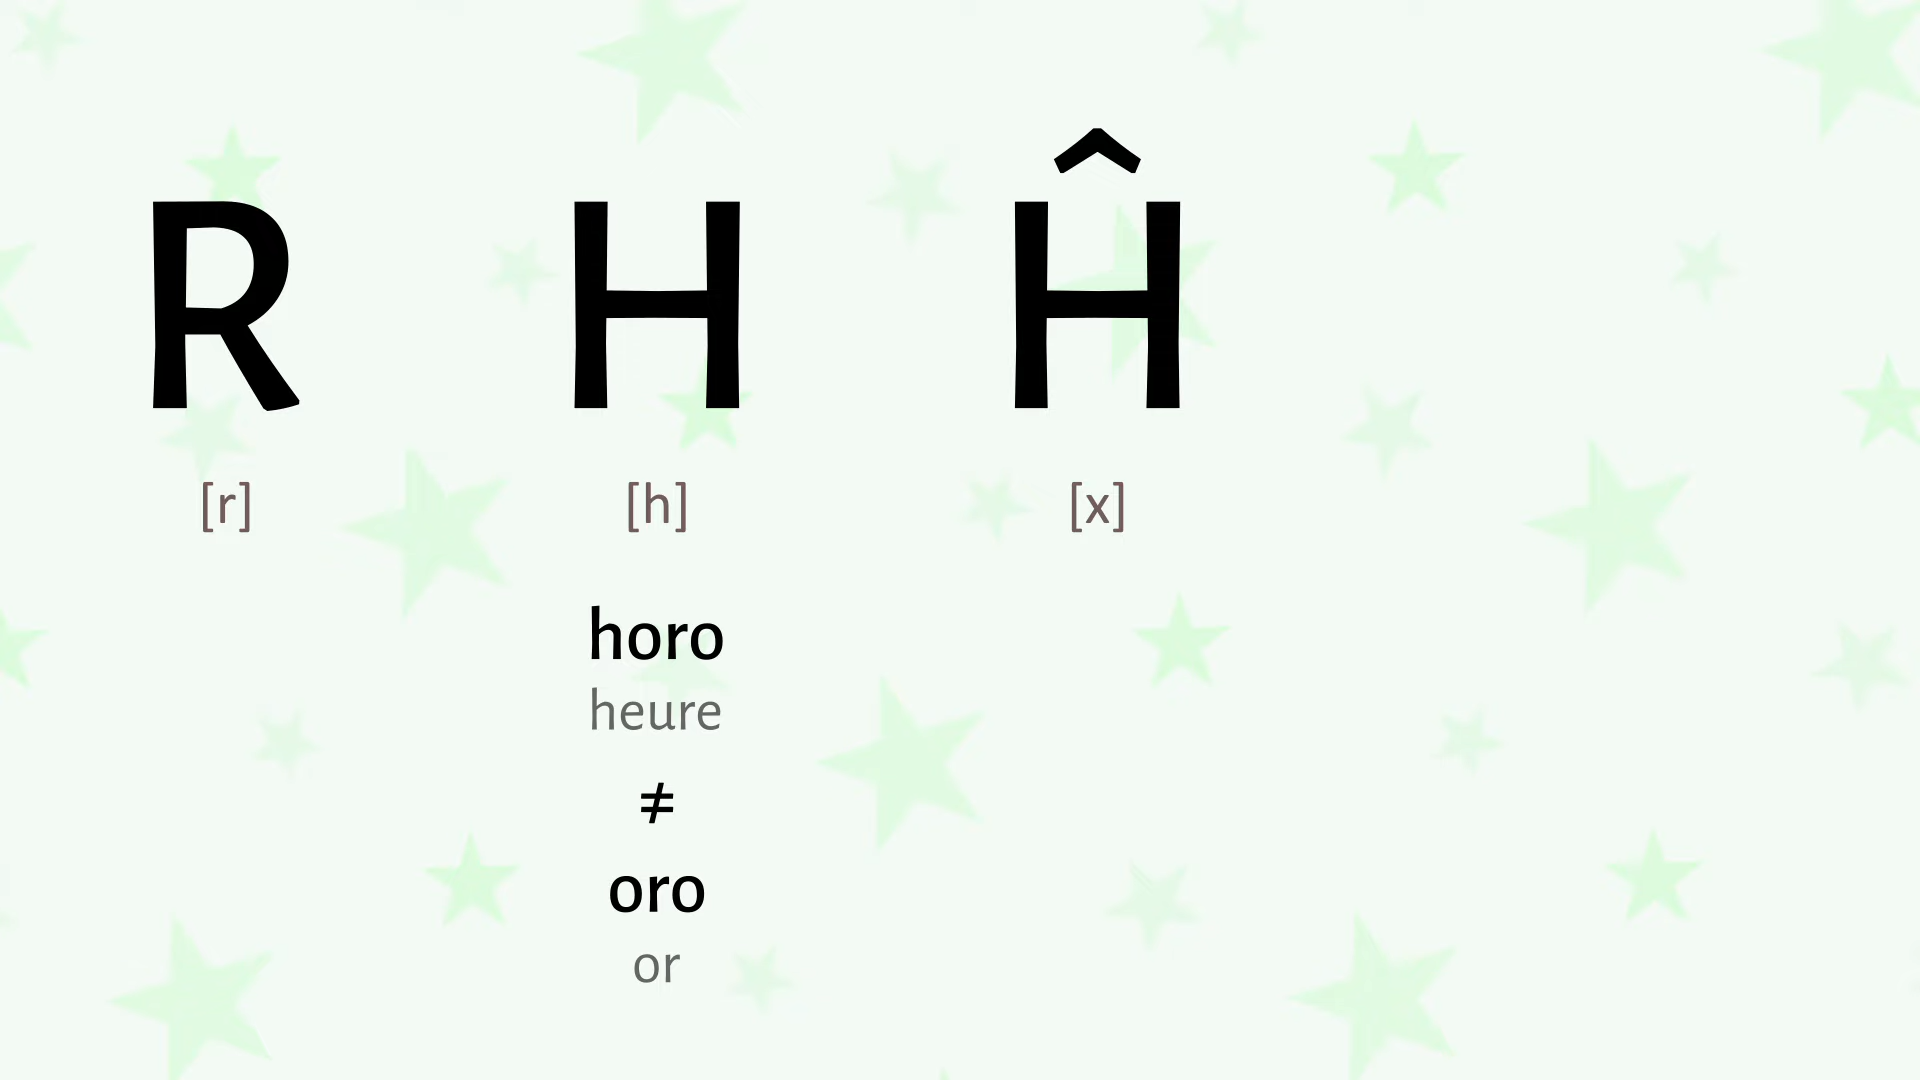 R H Ĥ
[r] [h] [x]
horo
heure
≠
oro
or